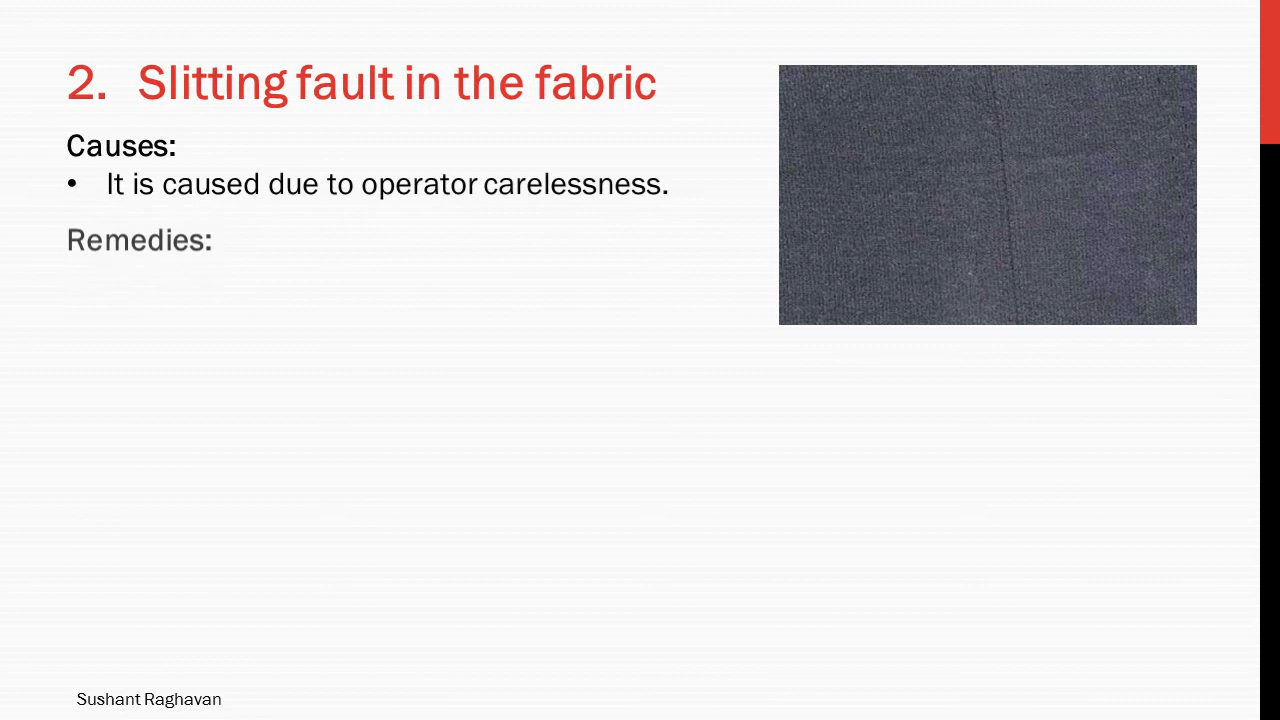 2. Slitting fault in the fabric
Causes:
• It is caused due to operator carelessness.
Remedies:
Sushant Raghavan